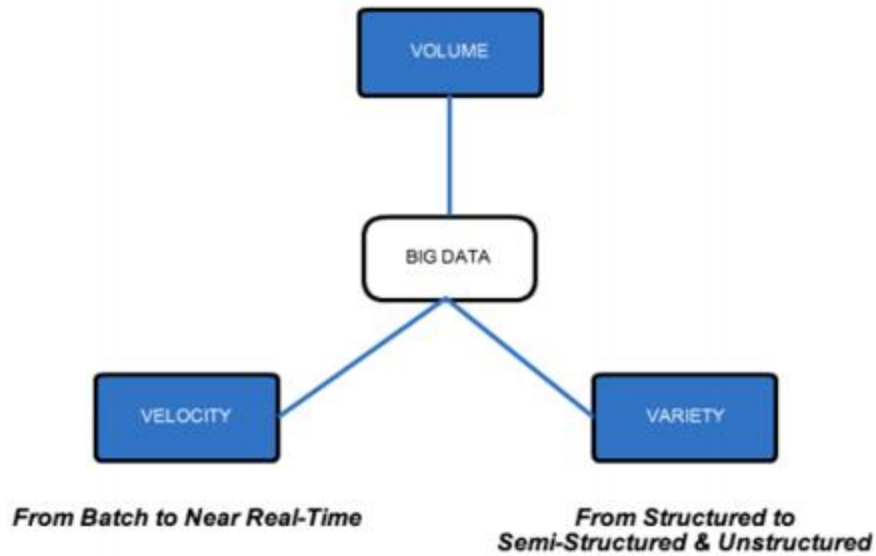 VOLUME
BIG DATA
VELOCITY
VARIETY
From Batch to Near Real-Time
From Structured to
Semi-Structured & Unstructured